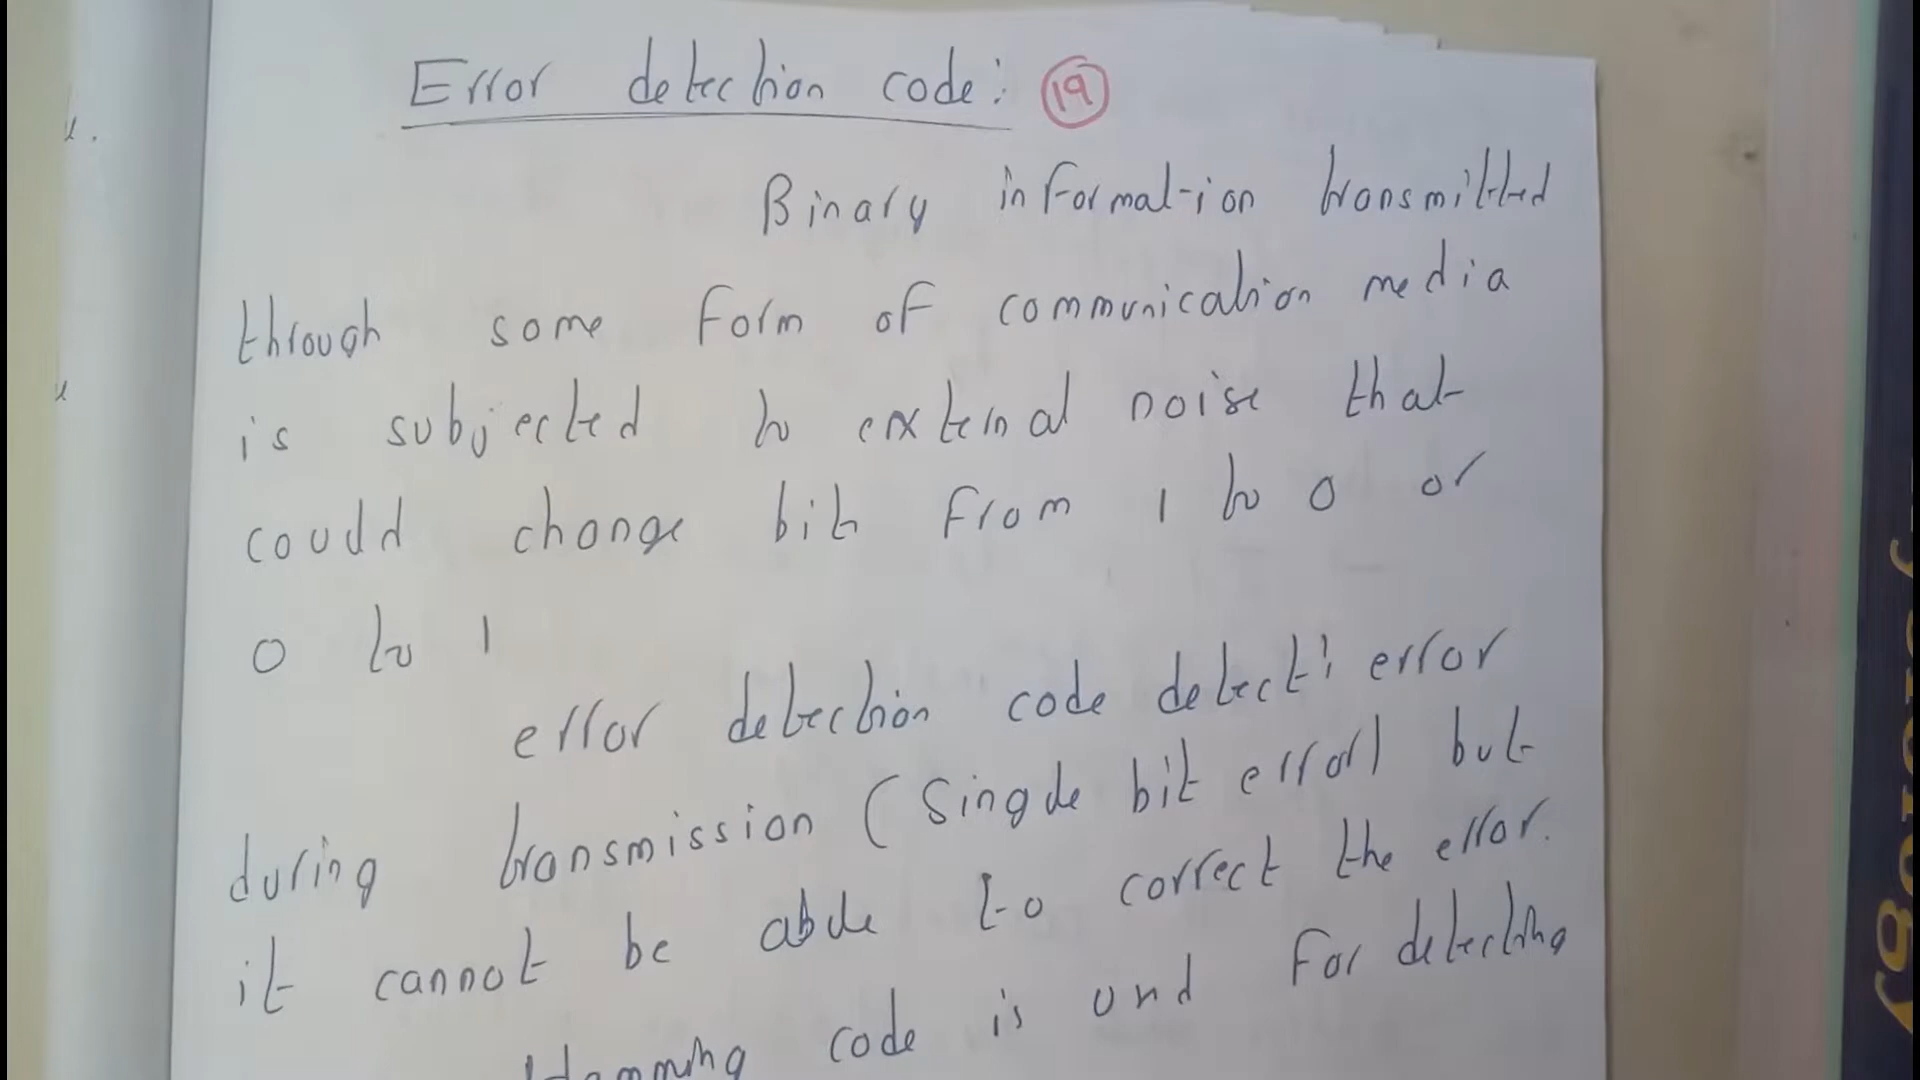 Error detection code: 19
Binary information transmitted
through some form of communication media
is subjected to external noise that
could change bit from 1 to 0 or
0 to 1
error detection code detect's error
during transmission (Single bit error) but
it cannot be able to correct the error.
Hamming code is used for detecting